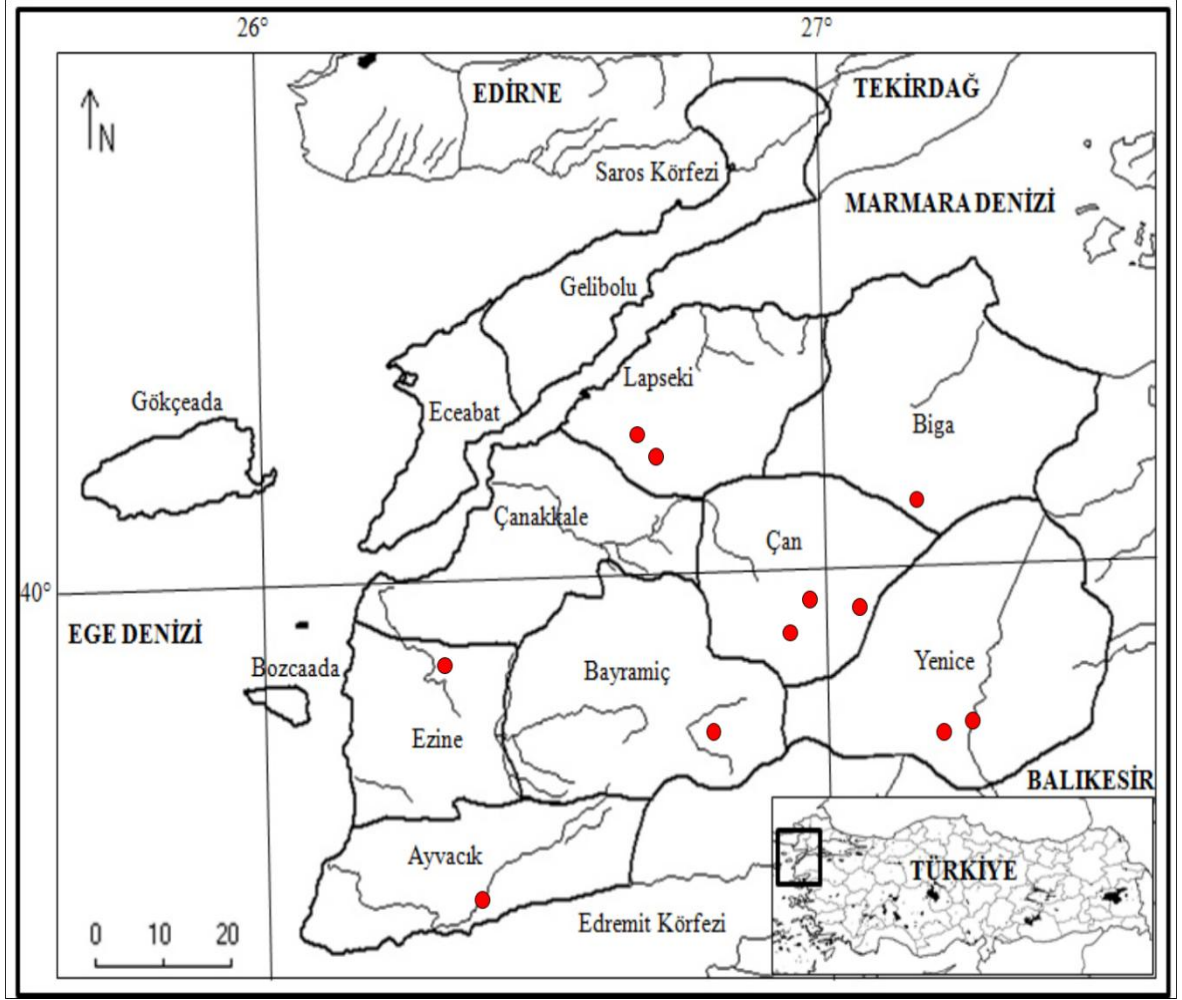 26°
27°
EDİRNE
TEKİRDAĞ
N
Saros Körfezi
MARMARA DENİZİ
Gelibolu
Lapseki
Gökçeada
Eceabat
Biga
Çanakkale
Çan
40°
EGE DENİZİ
Bozcaada
Bayramiç
Yenice
Ezine
BALIKESİR
Ayvacık
TÜRKİYE
Edremit Körfezi
0 10 20